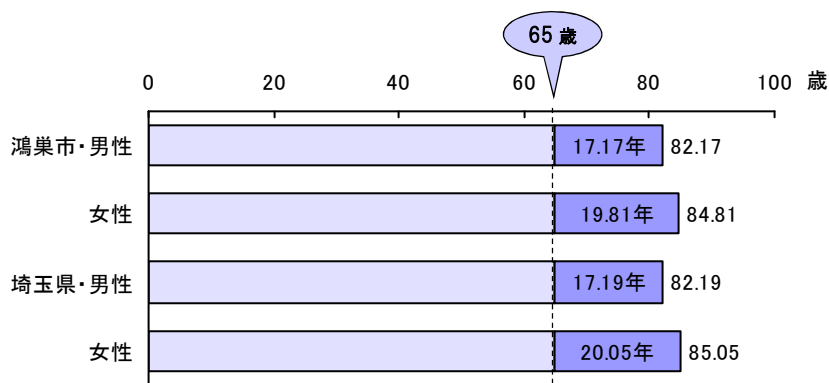 65 歳
0 20 40 60 80 100 歳
鴻巣市・男性 17.17年 82.17
女性 19.81年 84.81
埼玉県・男性 17.19年 82.19
女性 20.05年 85.05